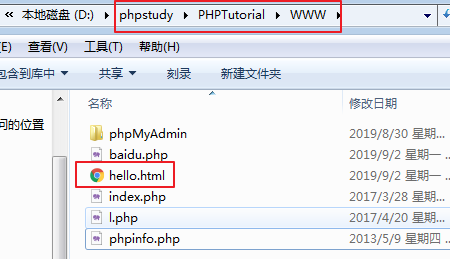 本地磁盘 (D:) phpstudy PHPTutorial WWW
查看(V) 工具(T) 帮助(H)
包含到库中 共享 刻录 新建文件夹
名称 修改日期
问的位置
phpMyAdmin 2019/8/30 星期...
baidu.php 2019/9/2 星期一 ...
hello.html 2019/9/2 星期一 ...
index.php 2017/3/28 星期...
l.php 2017/4/20 星期...
phpinfo.php 2013/5/9 星期四 ...